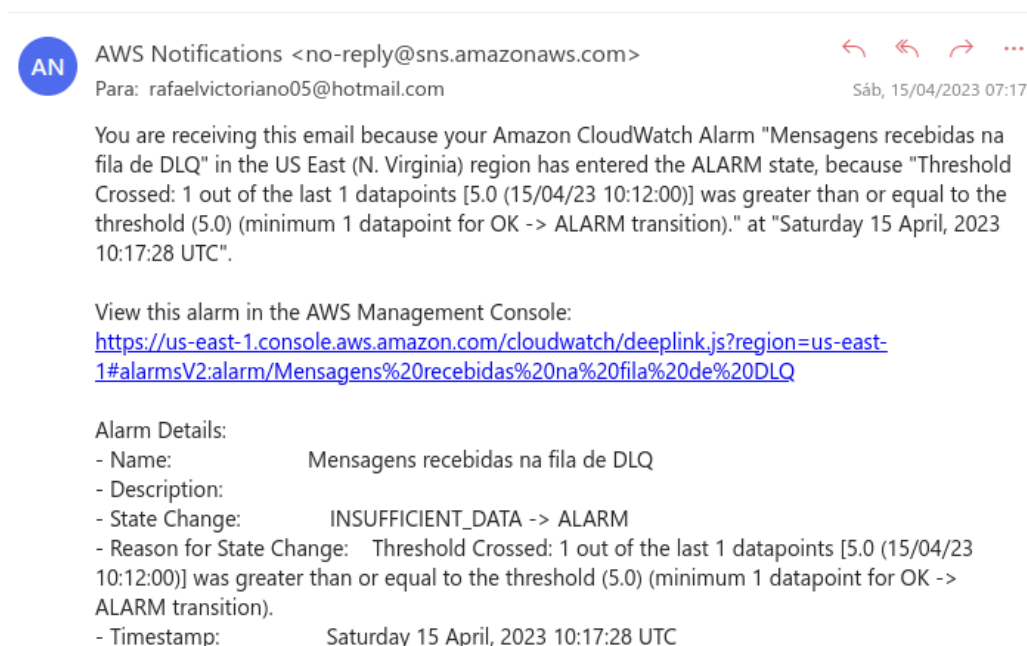 AN
AWS Notifications <no-reply@sns.amazonaws.com>
Para: rafaelvictoriano05@hotmail.com
Sáb, 15/04/2023 07:17
You are receiving this email because your Amazon CloudWatch Alarm "Mensagens recebidas na
fila de DLQ" in the US East (N. Virginia) region has entered the ALARM state, because "Threshold
Crossed: 1 out of the last 1 datapoints [5.0 (15/04/23 10:12:00)] was greater than or equal to the
threshold (5.0) (minimum 1 datapoint for OK -> ALARM transition)." at "Saturday 15 April, 2023
10:17:28 UTC".
View this alarm in the AWS Management Console:
https://us-east-1.console.aws.amazon.com/cloudwatch/deeplink.js?region=us-east-
1#alarmsV2:alarm/Mensagens%20recebidas%20na%20fila%20de%20DLQ
Alarm Details:
- Name: Mensagens recebidas na fila de DLQ
- Description:
- State Change: INSUFFICIENT_DATA -> ALARM
- Reason for State Change: Threshold Crossed: 1 out of the last 1 datapoints [5.0 (15/04/23
10:12:00)] was greater than or equal to the threshold (5.0) (minimum 1 datapoint for OK ->
ALARM transition).
- Timestamp: Saturday 15 April, 2023 10:17:28 UTC